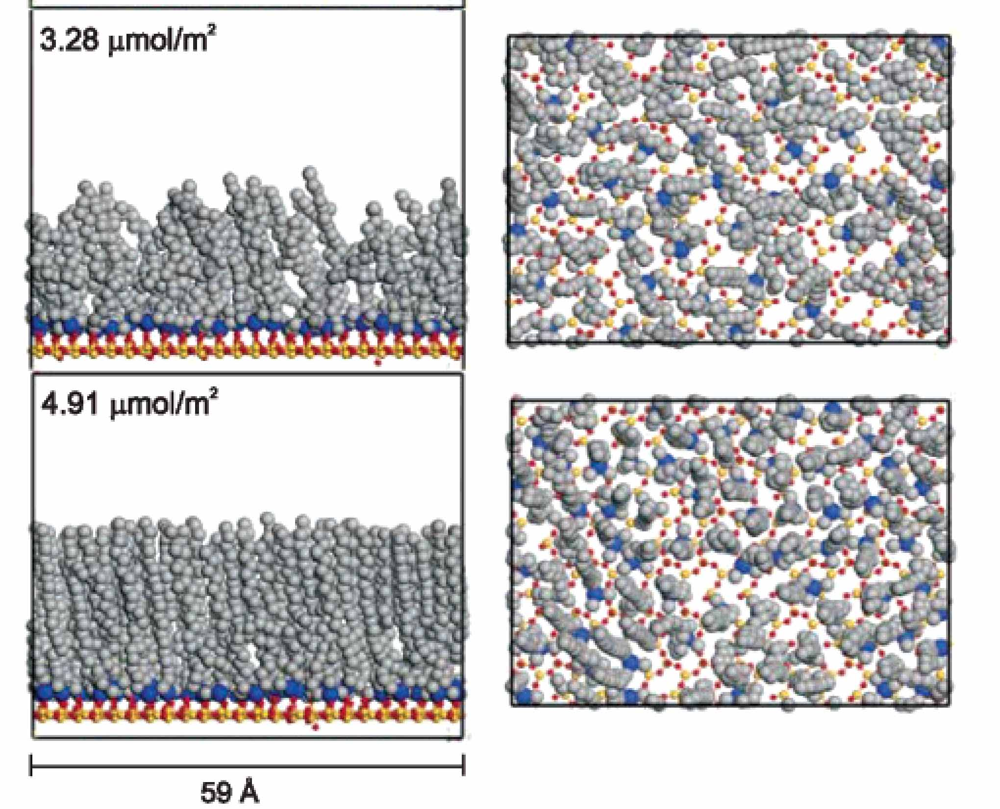 3.28 μmol/m²
4.91 μmol/m²
59 Å